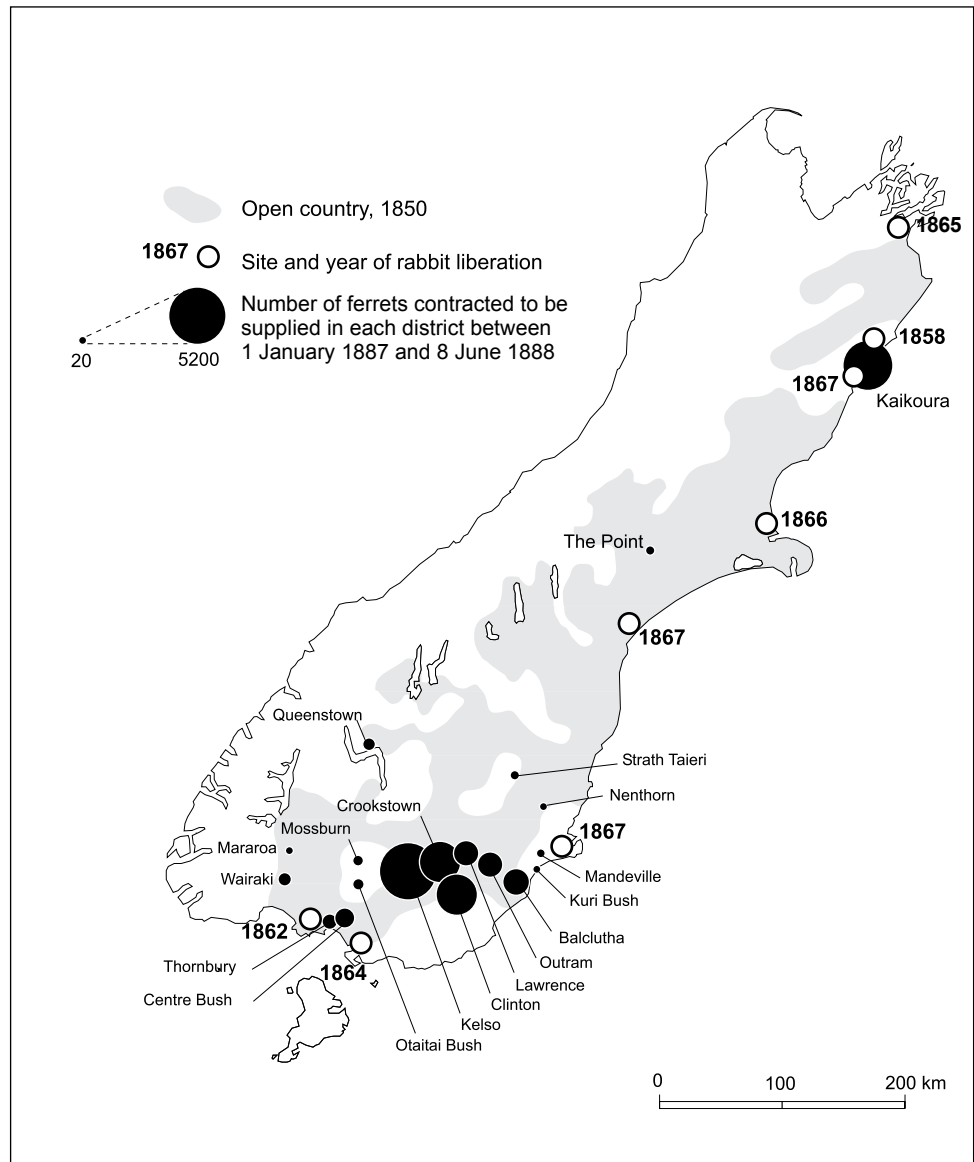 Open country, 1850
1867
Site and year of rabbit liberation
Number of ferrets contracted to be
supplied in each district between
1 January 1887 and 8 June 1888
20
5200
1865
1858
1867
Kaikoura
1866
The Point
1867
Queenstown
Strath Taieri
Nenthorn
Crookstown
Mossburn
1867
Mararoa
Mandeville
Wairaki
Kuri Bush
1862
Balclutha
Thornbury
1864
Outram
Lawrence
Centre Bush
Clinton
Kelso
Otaitai Bush
0
100
200 km